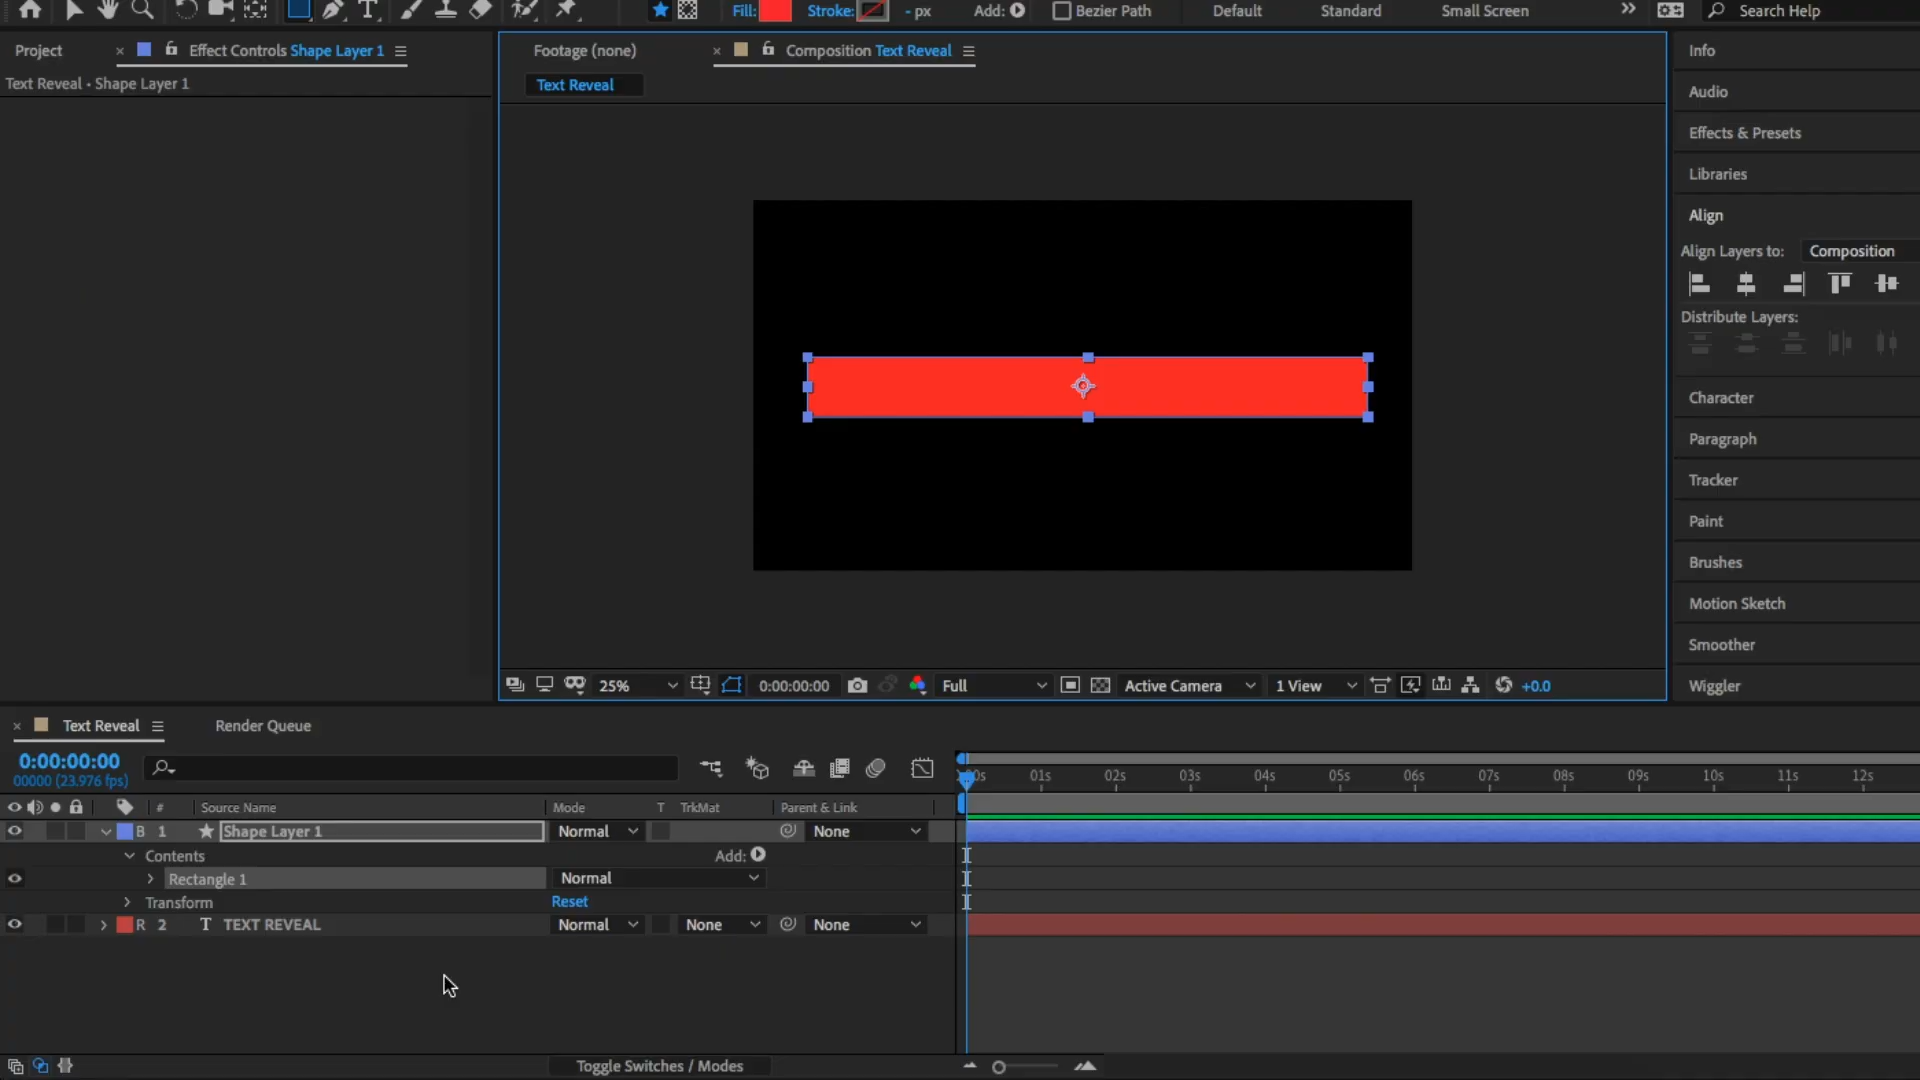 Fill: Stroke: - px Add: Bezier Path Default Standard Small Screen Search Help
Project Effect Controls Shape Layer 1
Text Reveal • Shape Layer 1
Footage (none) Composition Text Reveal
Text Reveal
Info
Audio
Effects & Presets
Libraries
Align
Align Layers to: Composition
Distribute Layers:
Character
Paragraph
Tracker
Paint
Brushes
Motion Sketch
Smoother
Wiggler
25% 0:00:00:00 Full Active Camera 1 View +0.0
Text Reveal Render Queue
0:00:00:00
00000 (23.976 fps)
01s 02s 03s 04s 05s 06s 07s 08s 09s 10s 11s 12s
# Source Name Mode T TrkMat Parent & Link
B 1 Shape Layer 1 Normal None
Contents Add:
Rectangle 1 Normal
Transform Reset
R 2 T TEXT REVEAL Normal None None
Toggle Switches / Modes